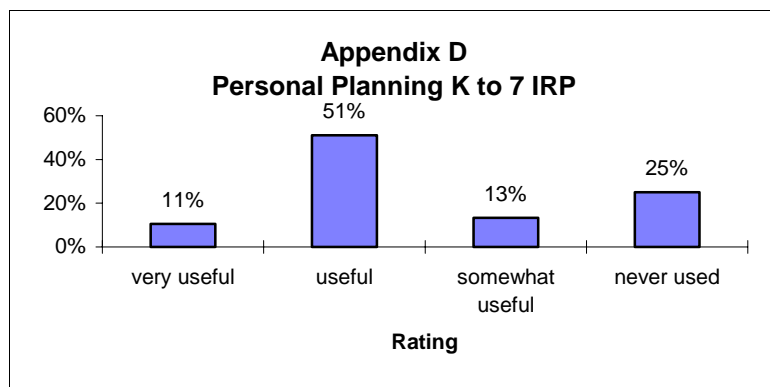 Appendix D
Personal Planning K to 7 IRP
60%
40%
20%
0%
11%
51%
13%
25%
very useful
useful
somewhat
useful
never used
Rating